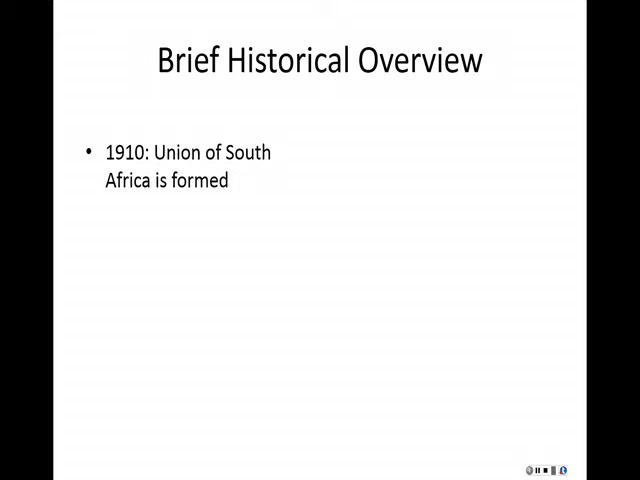 Brief Historical Overview
• 1910: Union of South
Africa is formed